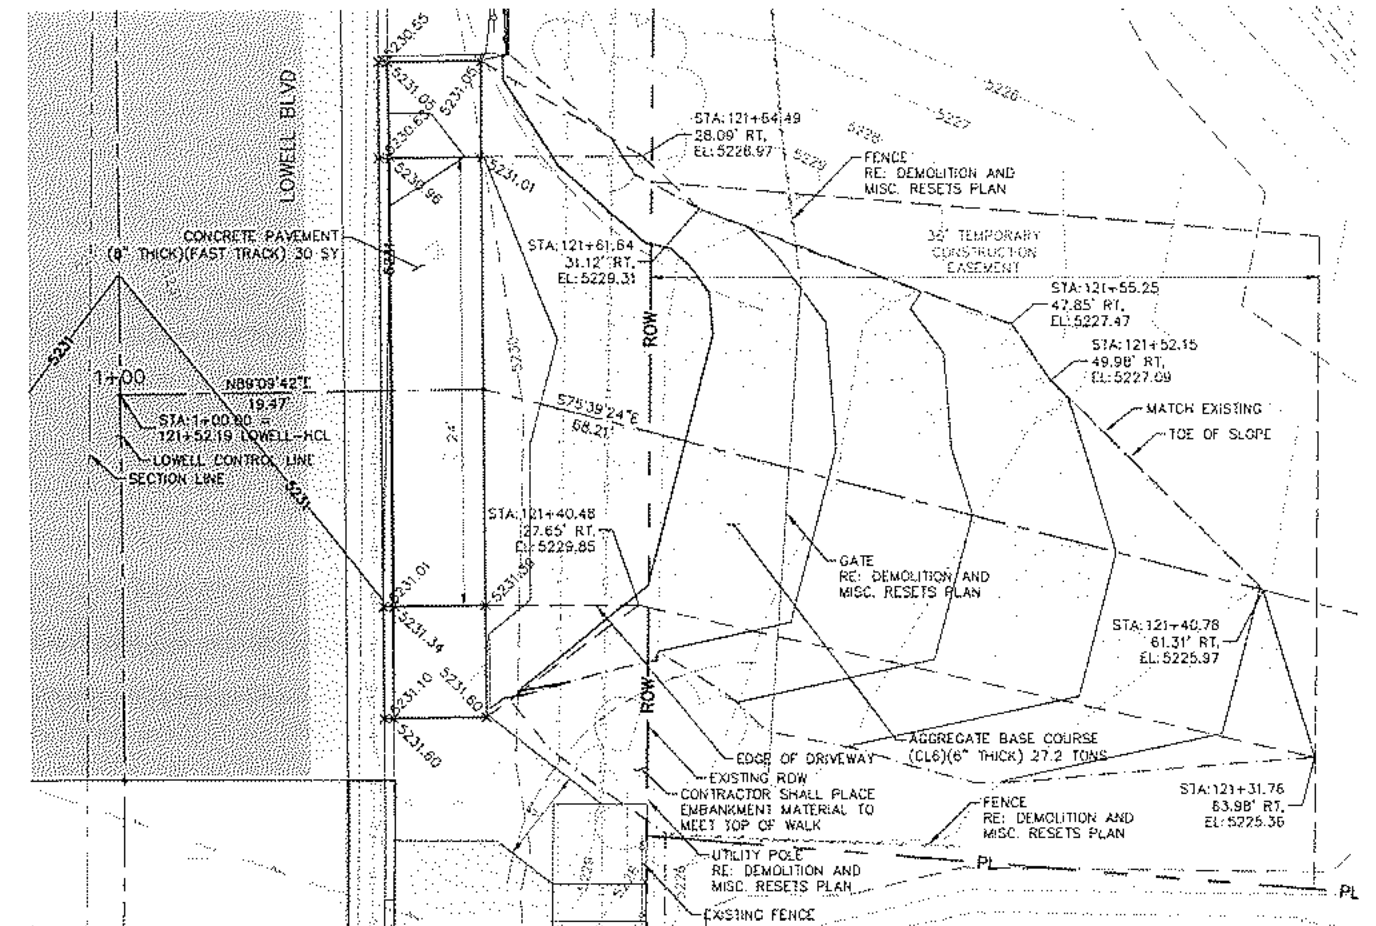 5230.55
LOWELL BLVD
5231.05
5231.05
5230.63
5230.96
5231.01
STA: 121+64.49
28.09' RT,
EL: 5228.97
5226
5227
5228
5229
FENCE
RE: DEMOLITION AND
MISC. RESETS PLAN
CONCRETE PAVEMENT
(8" THICK)(FAST TRACK) 30 SY
5231
STA: 121+61.64
31.12' RT,
EL: 5229.31
36' TEMPORARY
CONSTRUCTION
EASEMENT
STA: 121+55.25
47.85' RT,
EL: 5227.47
STA: 121+52.15
49.98' RT,
EL: 5227.09
ROW
5230
5231
1+00
N89°09'42"E
19.47'
STA: 1+00.00 =
121+52.19 LOWELL-HCL
LOWELL CONTROL LINE
SECTION LINE
5231
24'
S75°39'24"E
68.21'
MATCH EXISTING
TOE OF SLOPE
STA: 121+40.48
27.65' RT,
EL: 5229.85
GATE
RE: DEMOLITION AND
MISC. RESETS PLAN
5231.01
5231.34
5231.10
5231.60
5231.60
ROW
STA: 121+40.78
61.31' RT,
EL: 5225.97
AGGREGATE BASE COURSE
(CL6)(6" THICK) 27.2 TONS
EDGE OF DRIVEWAY
EXISTING ROW
CONTRACTOR SHALL PLACE
EMBANKMENT MATERIAL TO
MEET TOP OF WALK
STA: 121+31.76
63.98' RT,
EL: 5225.36
FENCE
RE: DEMOLITION AND
MISC. RESETS PLAN
UTILITY POLE
RE: DEMOLITION AND
MISC. RESETS PLAN
EXISTING FENCE
PL
PL